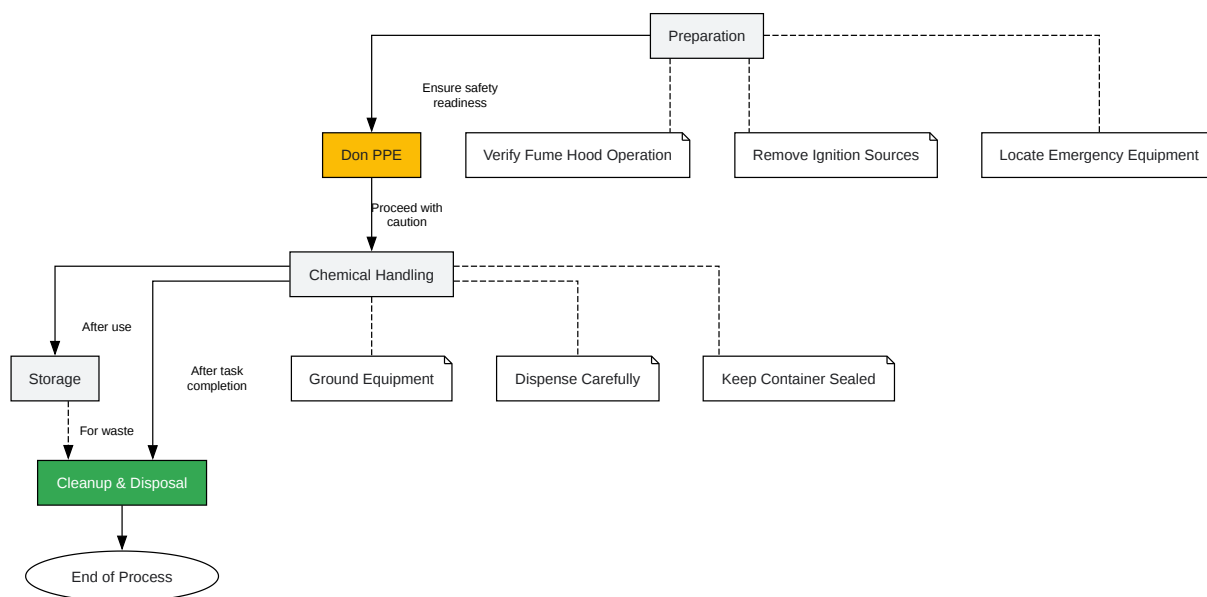 Preparation
Ensure safety
readiness
Don PPE
Verify Fume Hood Operation
Remove Ignition Sources
Locate Emergency Equipment
Proceed with
caution
Chemical Handling
After use
After task
completion
Storage
Ground Equipment
Dispense Carefully
Keep Container Sealed
For waste
Cleanup & Disposal
End of Process